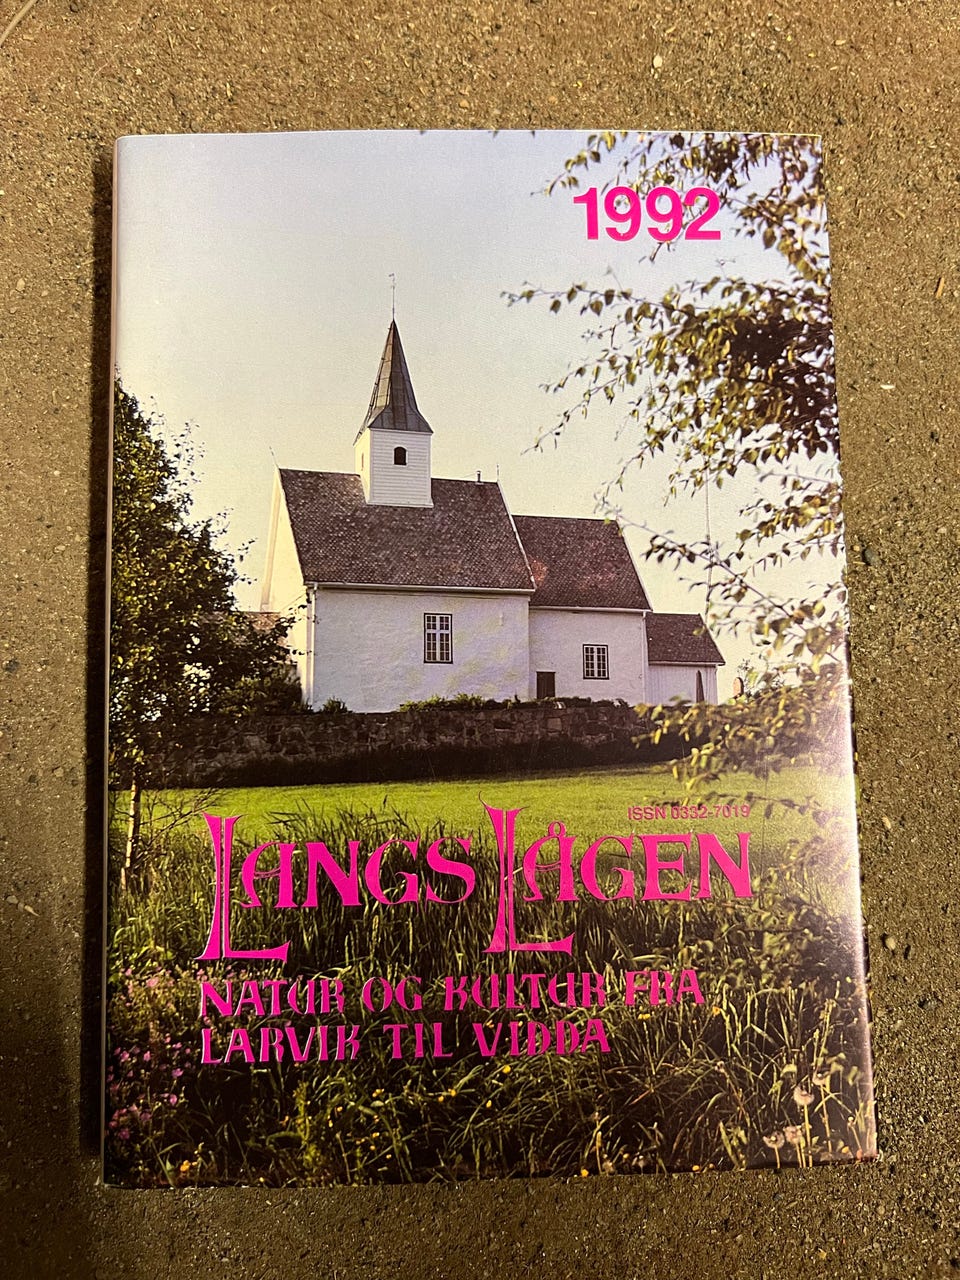 1992
ISSN 0332-7019
LANGS LÅGEN
NATUR OG KULTUR FRA
LARVIK TIL VIDDA